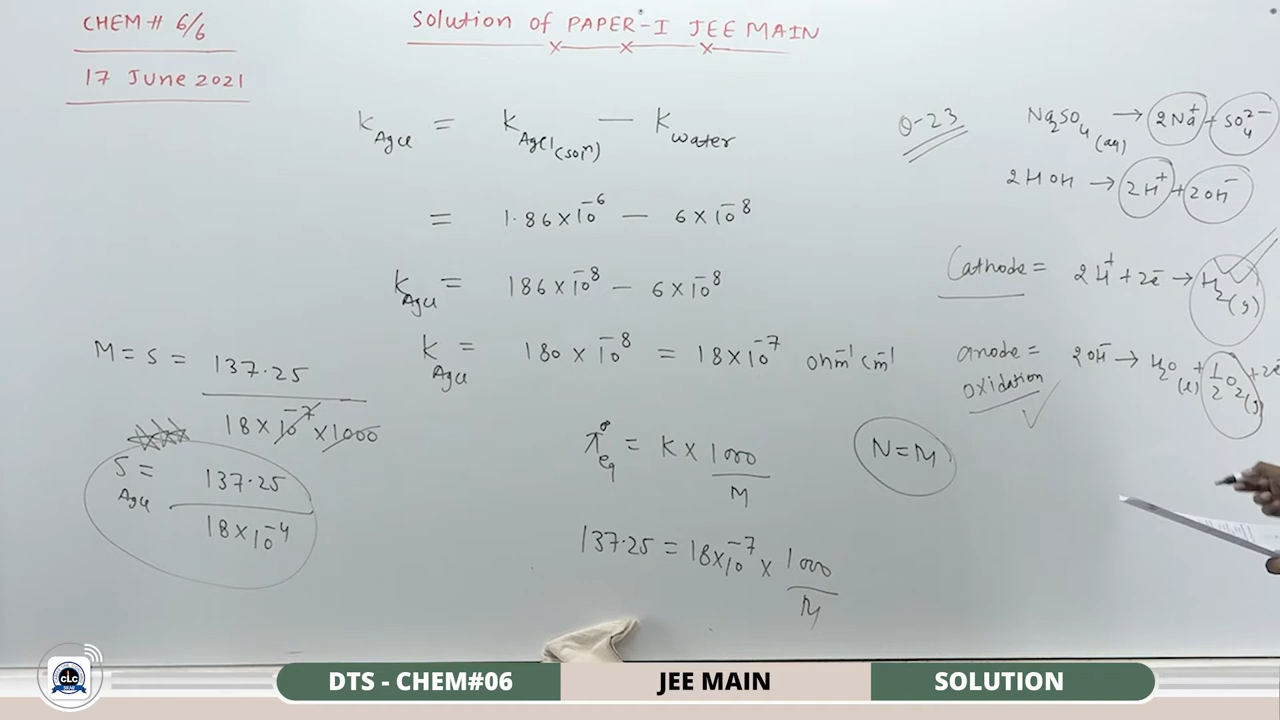 CHEM# 6/6
17 June 2021
Solution of PAPER-I JEE MAIN
K AgCl = K AgCl(solⁿ) — K water
= 1.86×10⁻⁶ — 6×10⁻⁸
K AgCl = 186×10⁻⁸ — 6×10⁻⁸
K AgCl = 180 × 10⁻⁸ = 18×10⁻⁷ ohm⁻¹ cm⁻¹
M = S = 137.25 / 18×10⁻⁷×1000
S AgCl = 137.25 / 18×10⁻⁴
λ°eq = K × 1000 / M
N=M
137.25 = 18×10⁻⁷ × 1000 / M
Q-23
Na₂SO₄(aq) → 2Na⁺ + SO₄²⁻
2HOH → 2H⁺ + 2OH⁻
Cathode = 2H⁺ + 2e⁻ → H₂(g)
anode = 2OH⁻ → H₂O(l) + 1/2 O₂(g) + 2e
oxidation
CLC
SIKAR
DTS - CHEM#06
JEE MAIN
SOLUTION